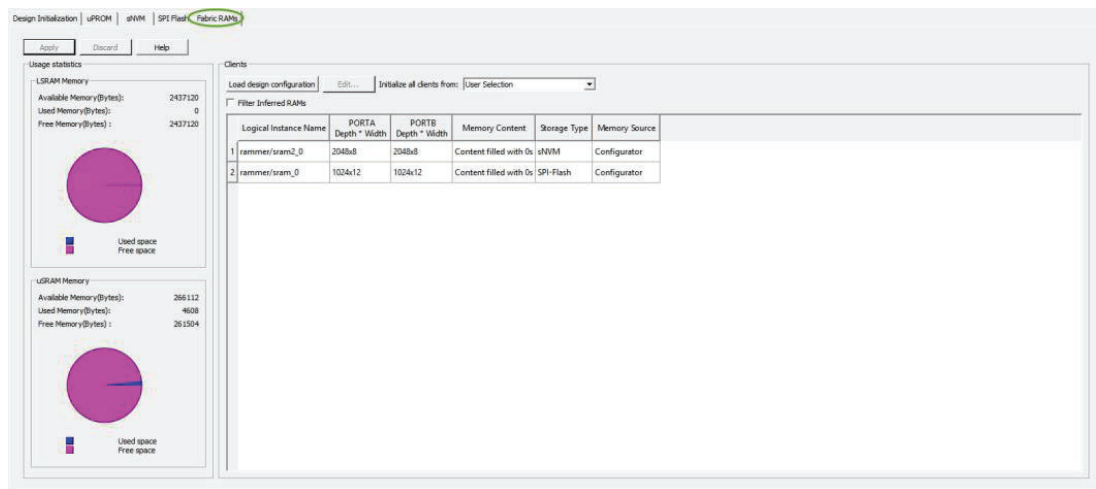 Design Initialization uPROM sNVM SPI Flash Fabric RAMs
Apply Discard Help
Usage statistics
LSRAM Memory
Available Memory(Bytes): 2437120
Used Memory(Bytes): 0
Free Memory(Bytes) : 2437120
Used space
Free space
uSRAM Memory
Available Memory(Bytes): 266112
Used Memory(Bytes): 4608
Free Memory(Bytes) : 261504
Used space
Free space
Clients
Load design configuration Edit... Initialize all clients from: User Selection
Filter Inferred RAMs
Logical Instance Name PORTA Depth * Width PORTB Depth * Width Memory Content Storage Type Memory Source
1 rammer/sram2_0 2048x8 2048x8 Content filled with 0s sNVM Configurator
2 rammer/sram_0 1024x12 1024x12 Content filled with 0s SPI-Flash Configurator